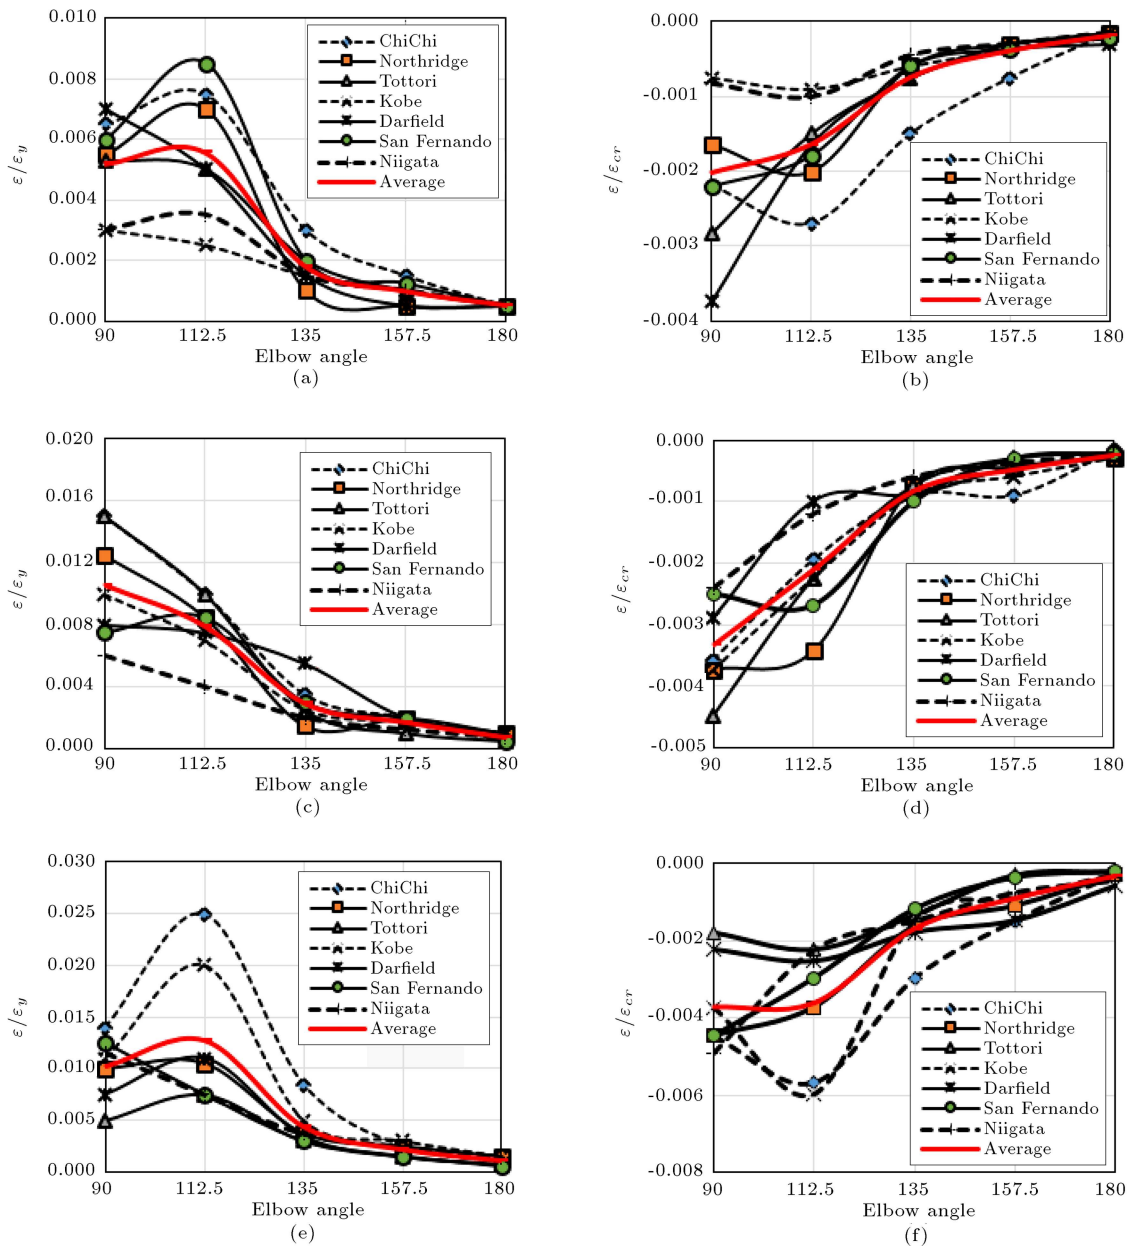 0.010
0.008
0.006
0.004
0.002
0.000
ε/εy
ChiChi
Northridge
Tottori
Kobe
Darfield
San Fernando
Niigata
Average
90 112.5 135 157.5 180
Elbow angle
(a)
0.000
-0.001
-0.002
-0.003
-0.004
ε/εcr
ChiChi
Northridge
Tottori
Kobe
Darfield
San Fernando
Niigata
Average
90 112.5 135 157.5 180
Elbow angle
(b)
0.020
0.016
0.012
0.008
0.004
0.000
ε/εy
ChiChi
Northridge
Tottori
Kobe
Darfield
San Fernando
Niigata
Average
90 112.5 135 157.5 180
Elbow angle
(c)
0.000
-0.001
-0.002
-0.003
-0.004
-0.005
ε/εcr
ChiChi
Northridge
Tottori
Kobe
Darfield
San Fernando
Niigata
Average
90 112.5 135 157.5 180
Elbow angle
(d)
0.030
0.025
0.020
0.015
0.010
0.005
0.000
ε/εy
ChiChi
Northridge
Tottori
Kobe
Darfield
San Fernando
Niigata
Average
90 112.5 135 157.5 180
Elbow angle
(e)
0.000
-0.002
-0.004
-0.006
-0.008
ε/εcr
ChiChi
Northridge
Tottori
Kobe
Darfield
San Fernando
Niigata
Average
90 112.5 135 157.5 180
Elbow angle
(f)